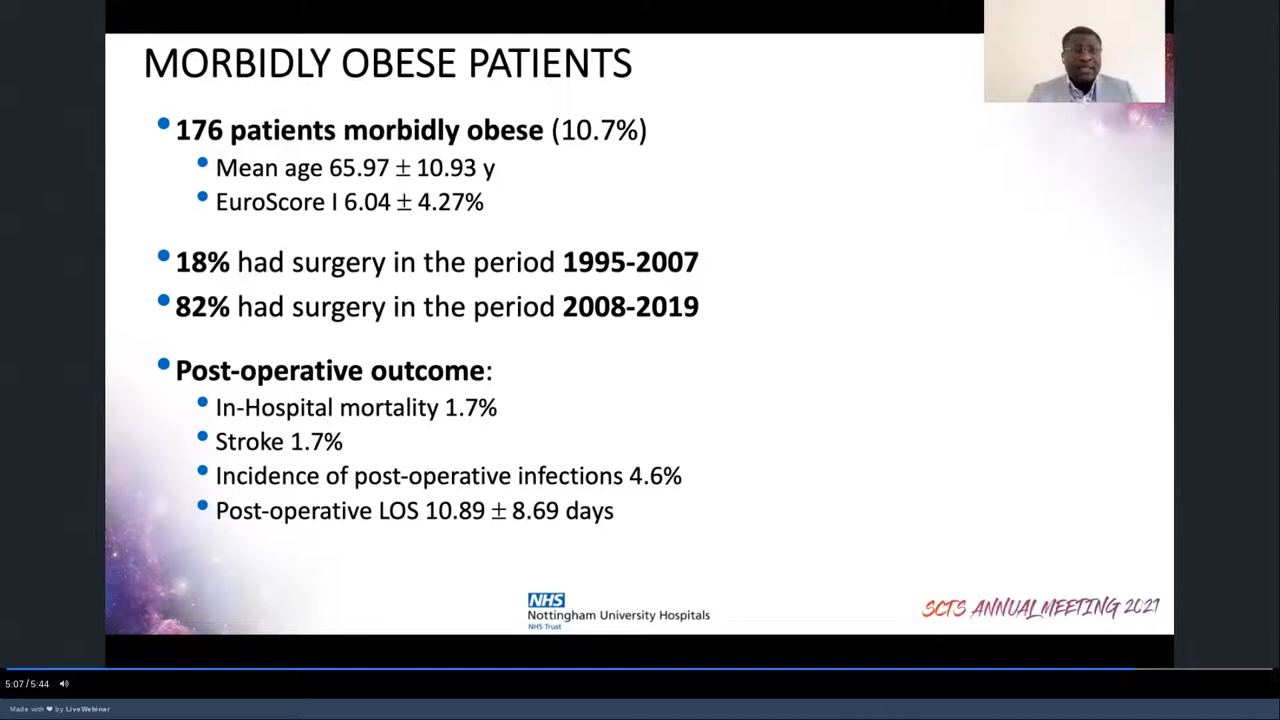 MORBIDLY OBESE PATIENTS
176 patients morbidly obese (10.7%)
Mean age 65.97 ± 10.93 y
EuroScore I 6.04 ± 4.27%
18% had surgery in the period 1995-2007
82% had surgery in the period 2008-2019
Post-operative outcome:
In-Hospital mortality 1.7%
Stroke 1.7%
Incidence of post-operative infections 4.6%
Post-operative LOS 10.89 ± 8.69 days
NHS
Nottingham University Hospitals
NHS Trust
SCTS ANNUAL MEETING 2021
5:07 / 5:44
Made with ❤ by LiveWebinar